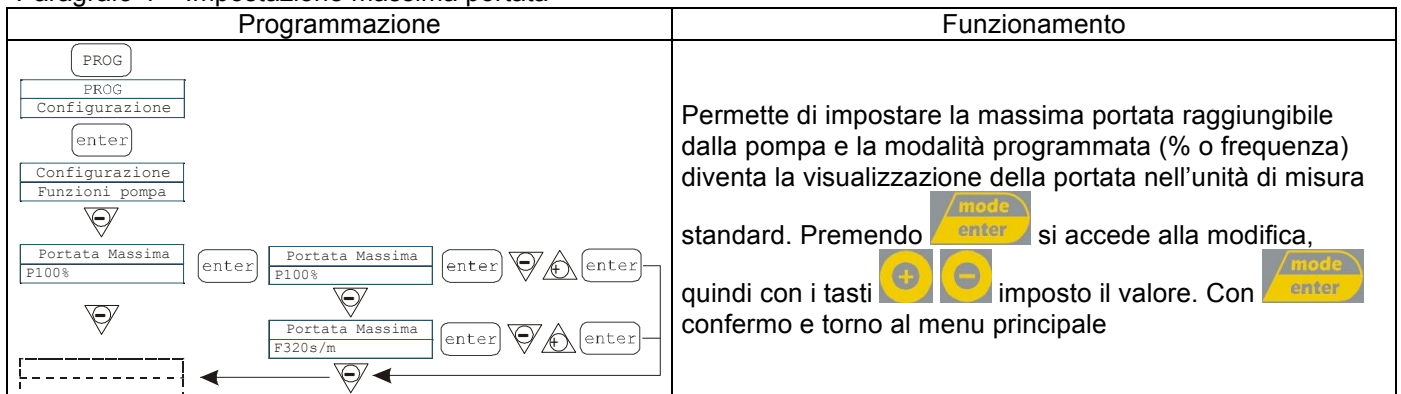 Paragrafo – Impostazione massima portata
Programmazione
Funzionamento
PROG
PROG
Configurazione
enter
Configurazione
Funzioni pompa
Portata Massima
P100%
enter
Portata Massima
P100%
enter
enter
Portata Massima
F320s/m
enter
enter
Permette di impostare la massima portata raggiungibile
dalla pompa e la modalità programmata (% o frequenza)
diventa la visualizzazione della portata nell'unità di misura
standard. Premendo mode enter si accede alla modifica,
quindi con i tasti + - imposto il valore. Con mode enter
confermo e torno al menu principale